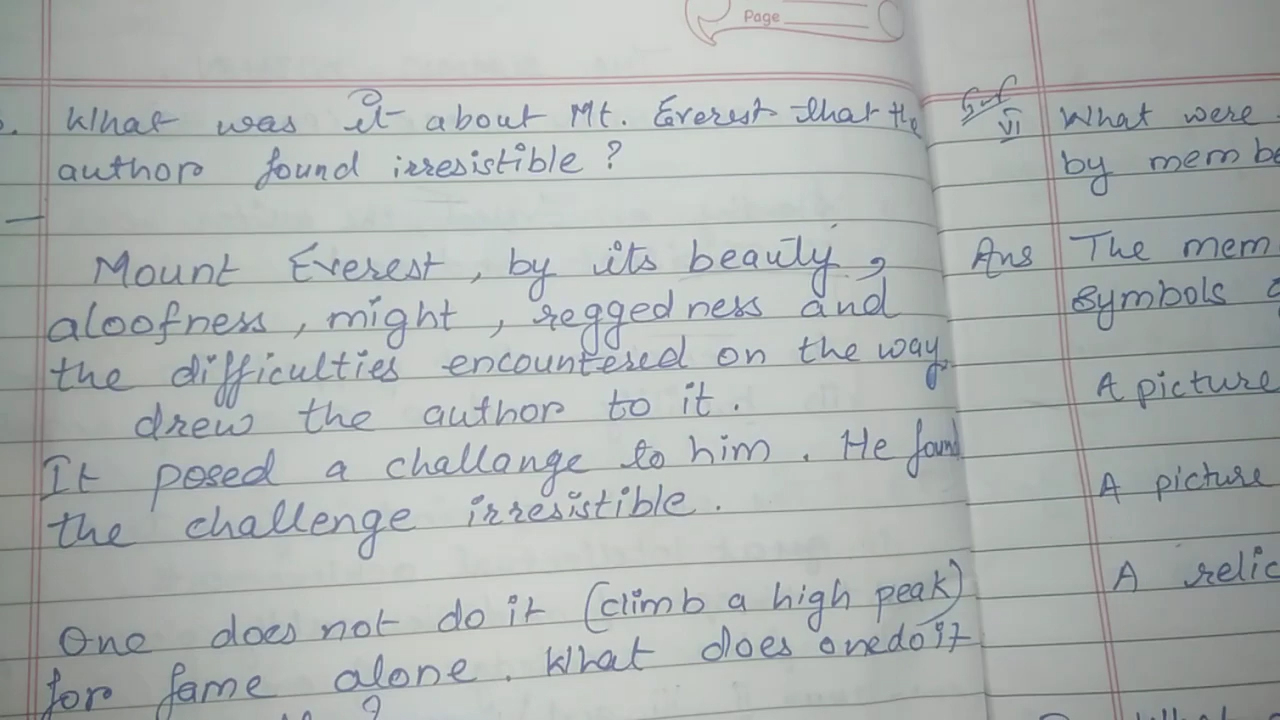 Page
What was it about Mt. Everest that the
author found irresistible ?
Mount Everest, by its beauty,
aloofness, might, reggedness and
the difficulties encountered on the way
drew the author to it.
It posed a challange to him. He found
the challenge irresistible.
One does not do it (climb a high peak)
for fame alone. What does one do it
VI What were
by membe
Ans The mem
Symbols
A picture
A picture
A relic